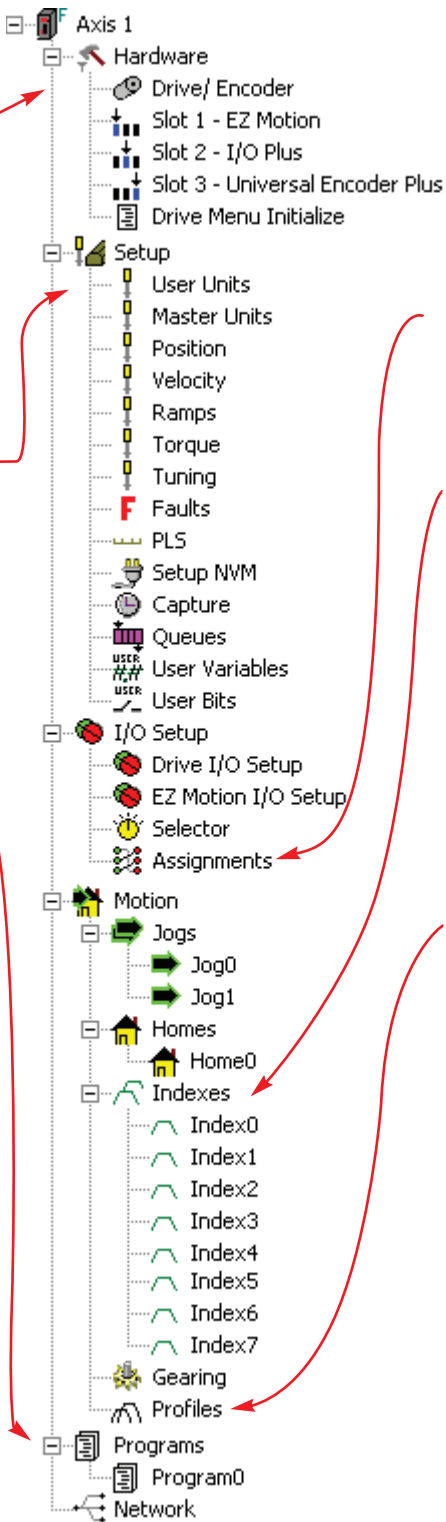 Axis 1
Hardware
Drive/ Encoder
Slot 1 - EZ Motion
Slot 2 - I/O Plus
Slot 3 - Universal Encoder Plus
Drive Menu Initialize
Setup
User Units
Master Units
Position
Velocity
Ramps
Torque
Tuning
Faults
PLS
Setup NVM
Capture
Queues
User Variables
User Bits
I/O Setup
Drive I/O Setup
EZ Motion I/O Setup
Selector
Assignments
Motion
Jogs
Jog0
Jog1
Homes
Home0
Indexes
Index0
Index1
Index2
Index3
Index4
Index5
Index6
Index7
Gearing
Profiles
Programs
Program0
Network